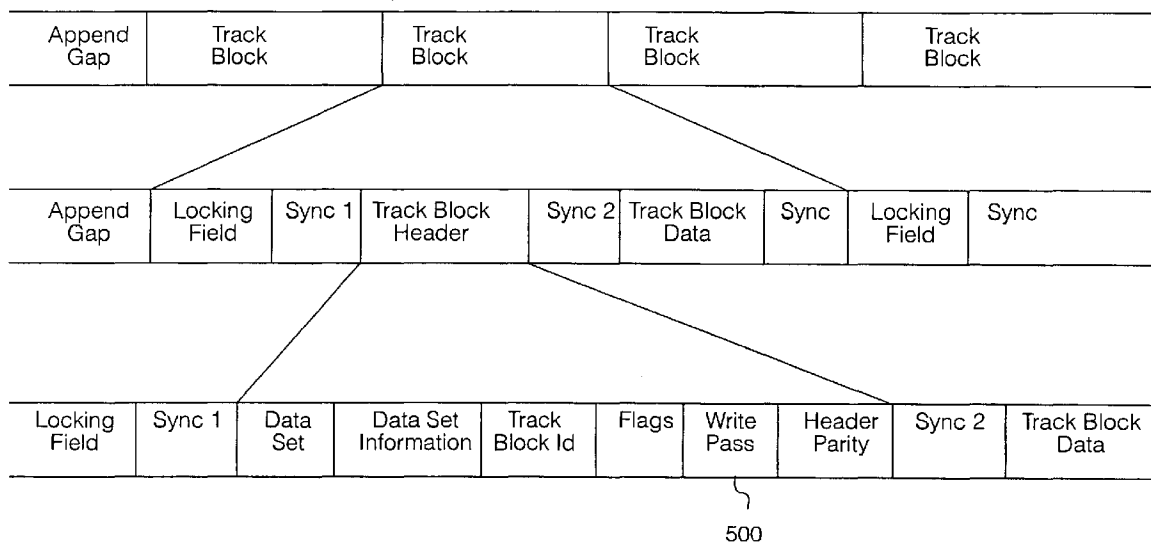 Append Gap
Track Block
Track Block
Track Block
Track Block
Append Gap
Locking Field
Sync 1
Track Block Header
Sync 2
Track Block Data
Sync
Locking Field
Sync
Locking Field
Sync 1
Data Set
Data Set Information
Track Block Id
Flags
Write Pass
Header Parity
Sync 2
Track Block Data
500